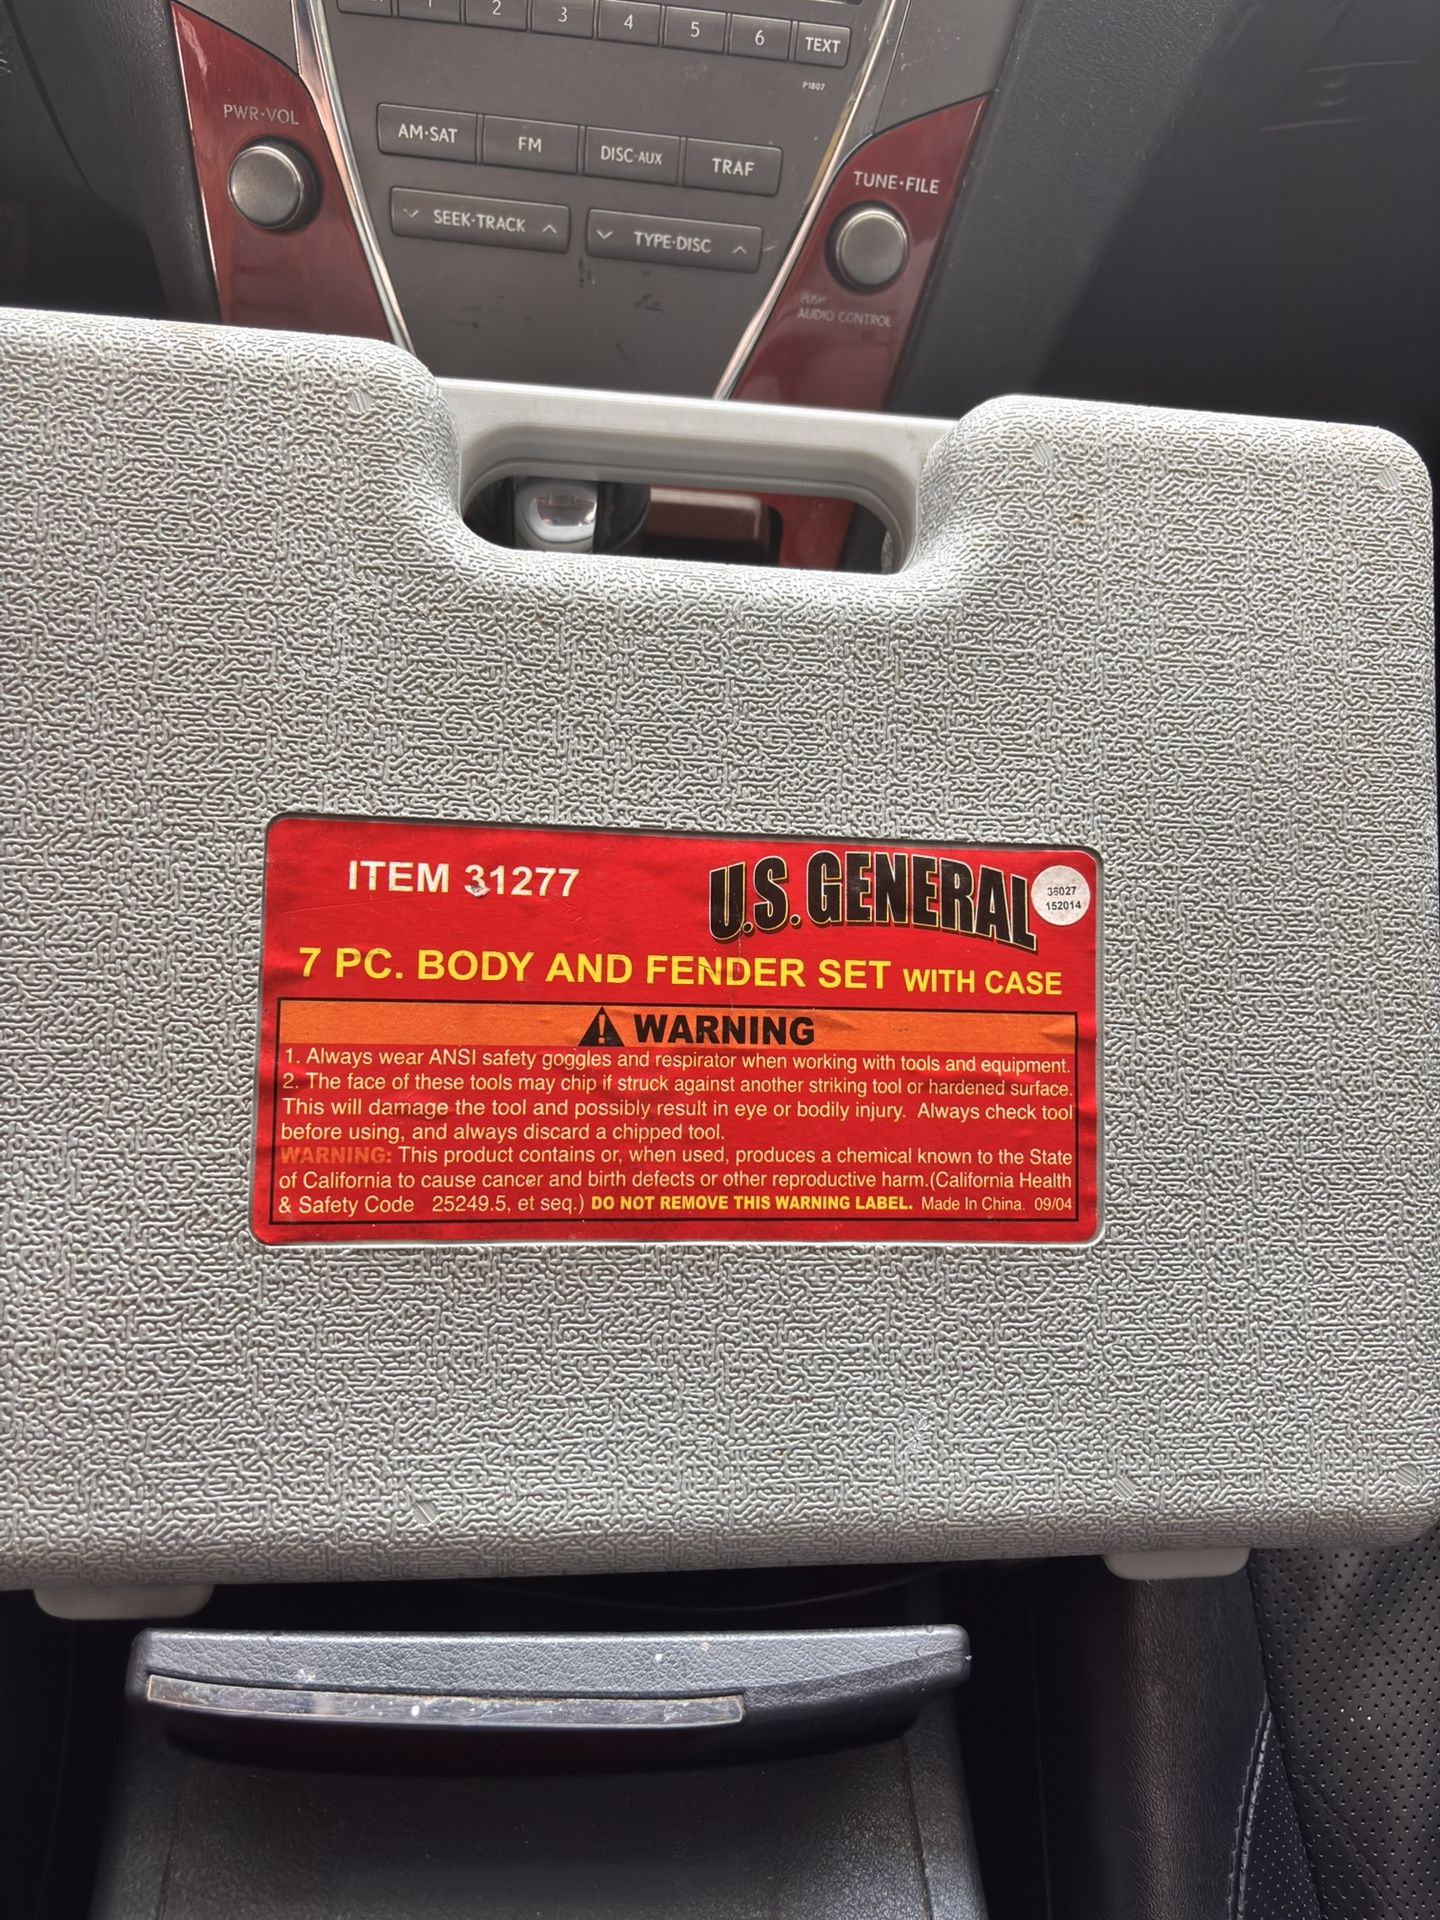 1 2 3 4 5 6 TEXT
P1807
PWR·VOL
AM·SAT FM DISC·AUX TRAF
TUNE·FILE
SEEK·TRACK TYPE·DISC
PUSH
AUDIO CONTROL
ITEM 31277
U.S. GENERAL
36027
152014
7 PC. BODY AND FENDER SET WITH CASE
WARNING
1. Always wear ANSI safety goggles and respirator when working with tools and equipment.
2. The face of these tools may chip if struck against another striking tool or hardened surface.
This will damage the tool and possibly result in eye or bodily injury. Always check tool
before using, and always discard a chipped tool.
WARNING: This product contains or, when used, produces a chemical known to the State
of California to cause cancer and birth defects or other reproductive harm.(California Health
& Safety Code 25249.5, et seq.) DO NOT REMOVE THIS WARNING LABEL. Made In China. 09/04